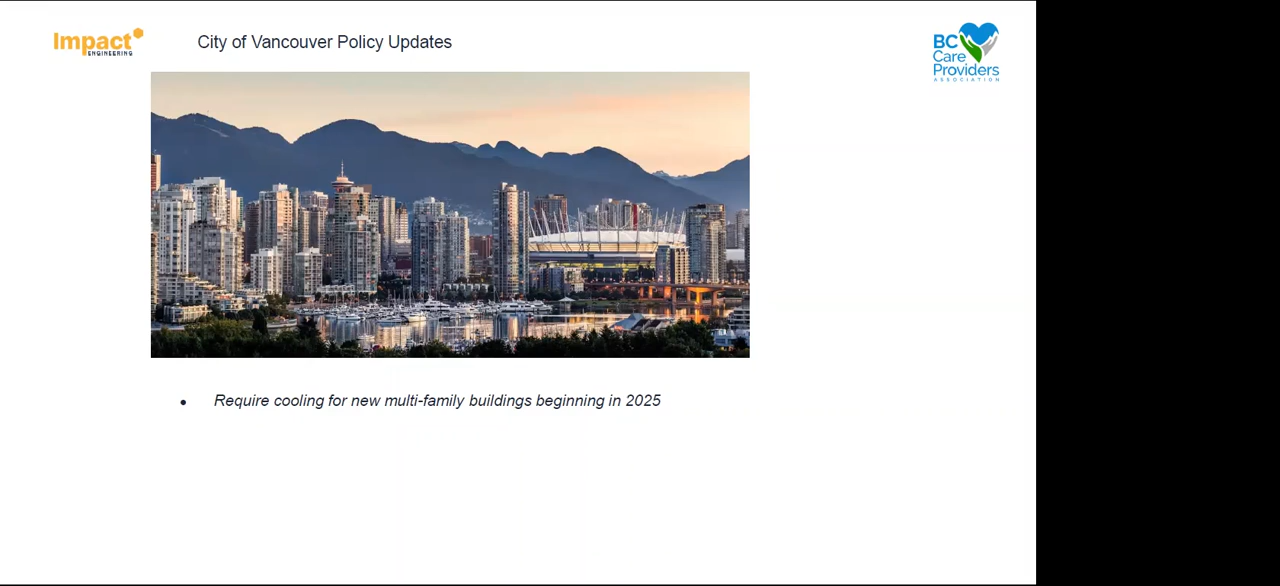 Impact
ENGINEERING
City of Vancouver Policy Updates
BC
Care
Providers
ASSOCIATION
• Require cooling for new multi-family buildings beginning in 2025